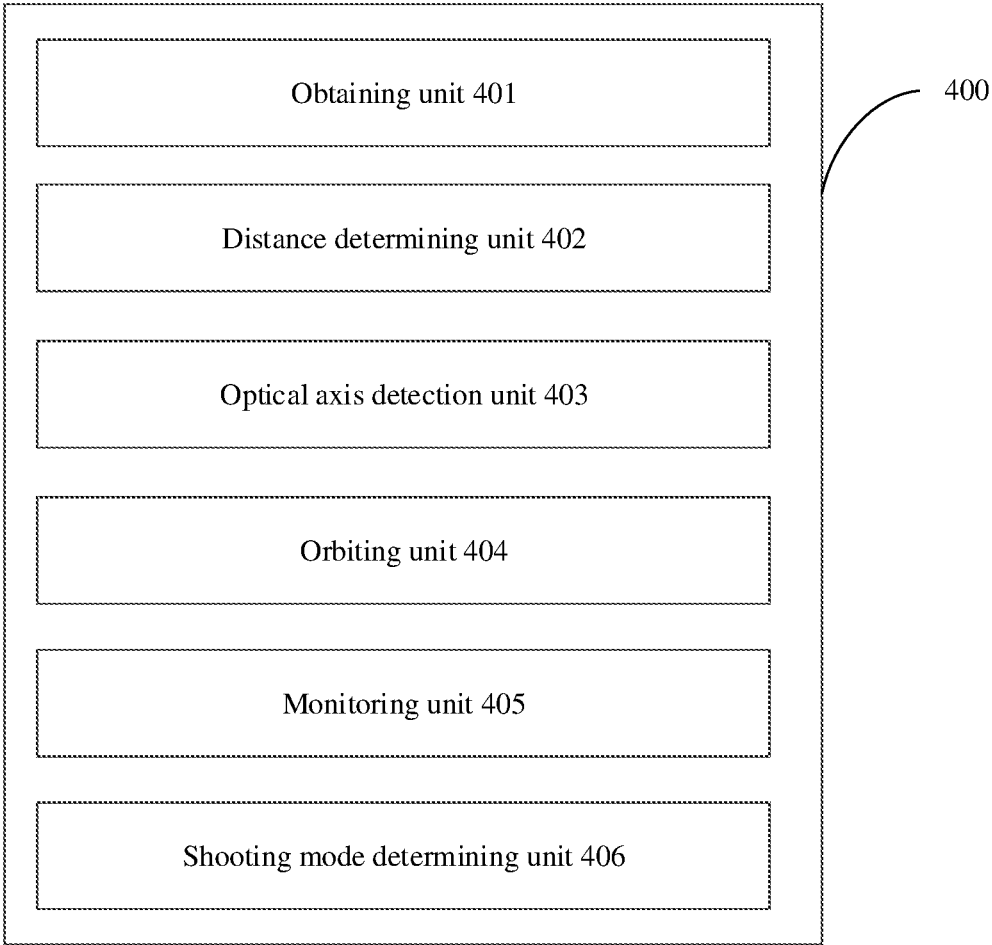 Obtaining unit 401
400
Distance determining unit 402
Optical axis detection unit 403
Orbiting unit 404
Monitoring unit 405
Shooting mode determining unit 406